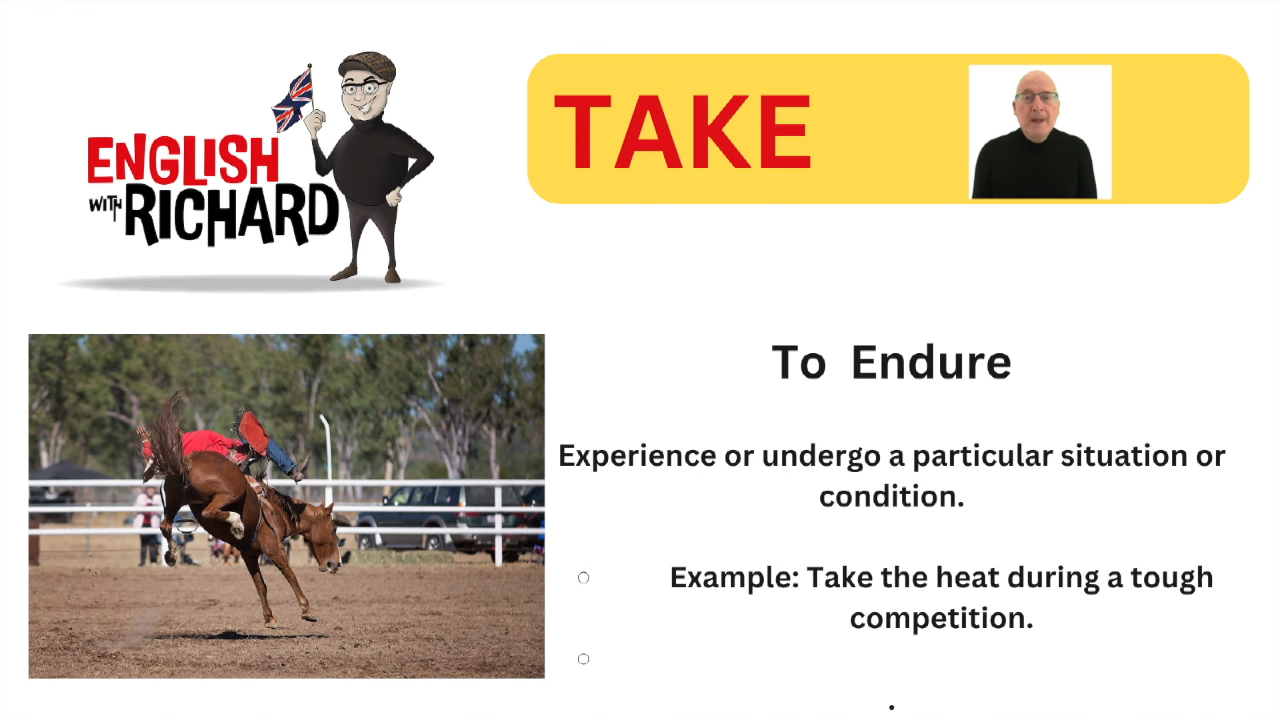 ENGLISH
WITH RICHARD
TAKE
To Endure
Experience or undergo a particular situation or
condition.
Example: Take the heat during a tough
competition.
.